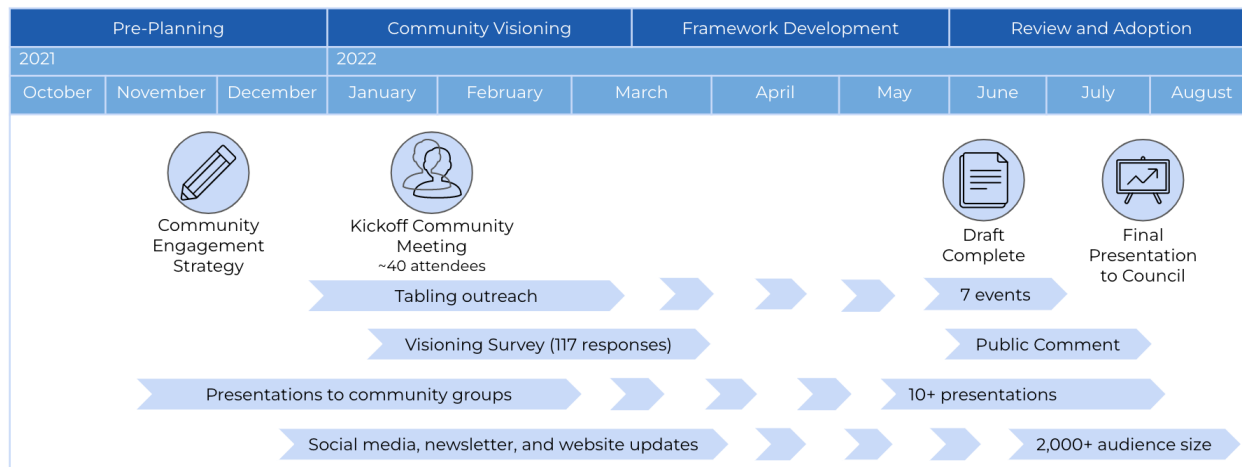 Pre-Planning Community Visioning Framework Development Review and Adoption
2021 2022
October November December January February March April May June July August
Community
Engagement
Strategy
Kickoff Community
Meeting
~40 attendees
Draft
Complete
Final
Presentation
to Council
Tabling outreach 7 events
Visioning Survey (117 responses) Public Comment
Presentations to community groups 10+ presentations
Social media, newsletter, and website updates 2,000+ audience size